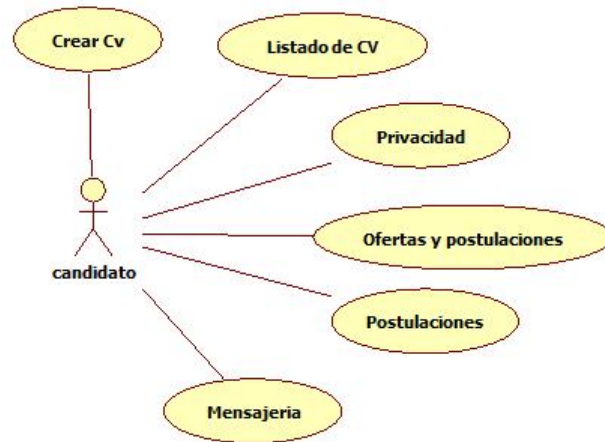 Crear Cv
Listado de CV
Privacidad
Ofertas y postulaciones
candidato
Postulaciones
Mensajeria